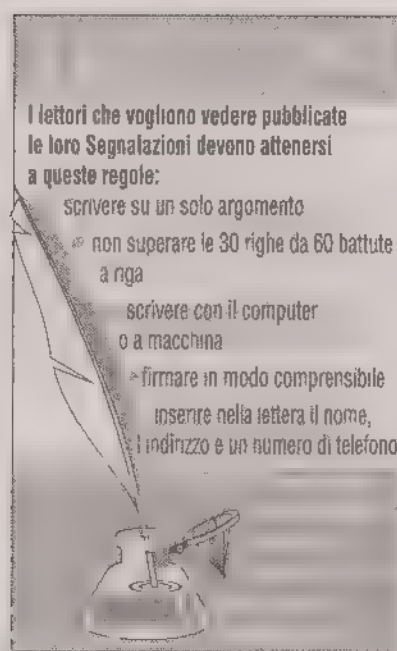 I lettori che vogliono vedere pubblicate
le loro Segnalazioni devono attenersi
a queste regole:
scrivere su un solo argomento
non superare le 30 righe da 60 battute
a riga
scrivere con il computer
o a macchina
firmare in modo comprensibile
inserire nella lettera il nome,
l'indirizzo e un numero di telefono